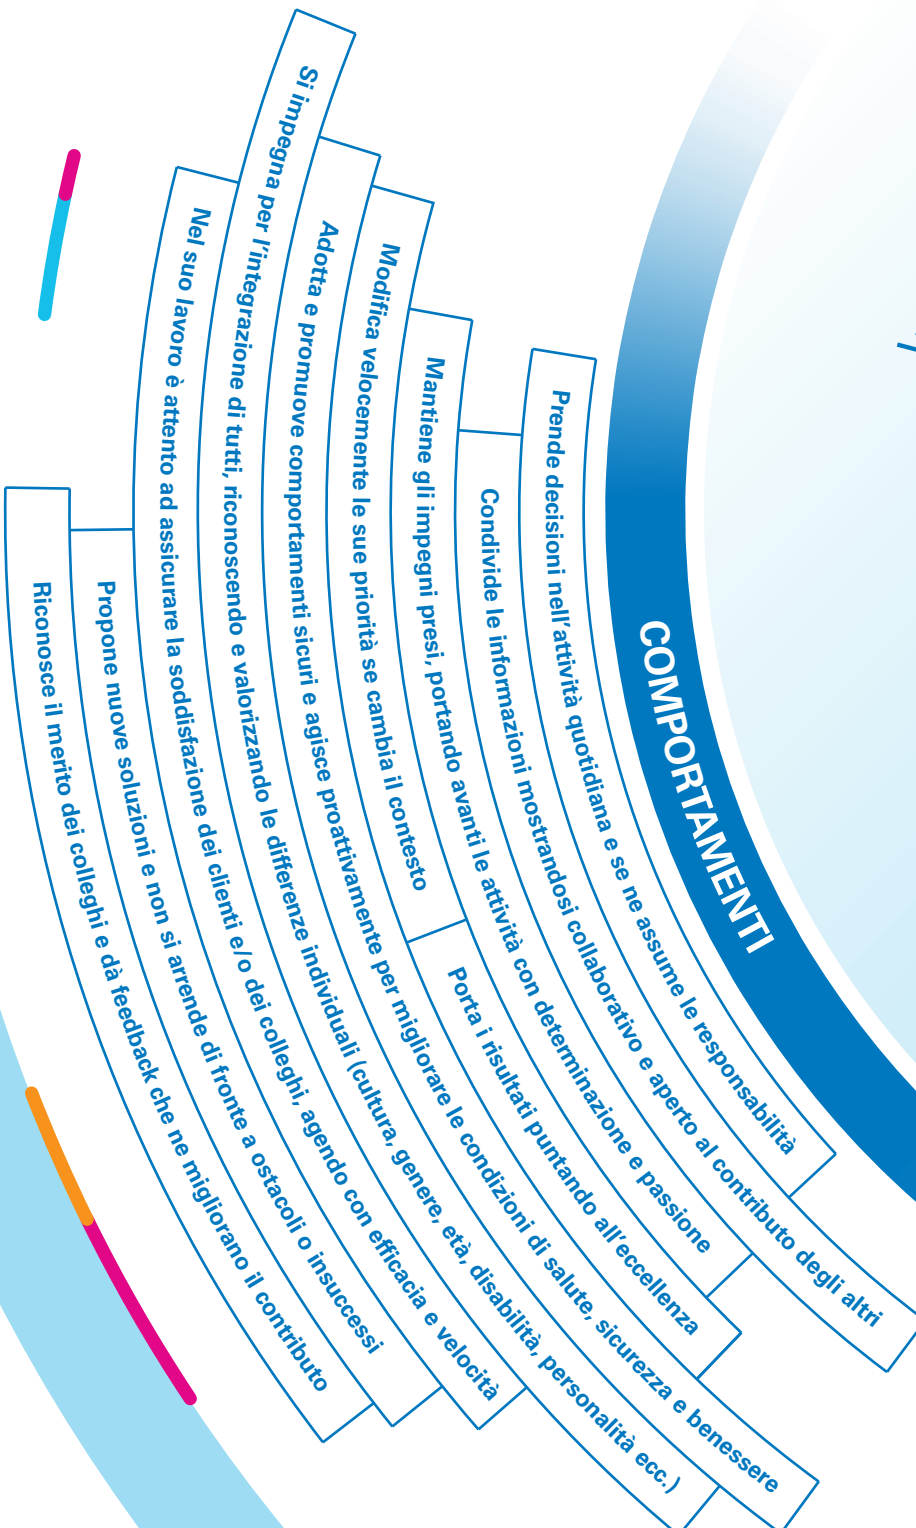 COMPORTAMENTI
Prende decisioni nell'attività quotidiana e se ne assume le responsabilità
Condivide le informazioni mostrandosi collaborativo e aperto al contributo degli altri
Mantiene gli impegni presi, portando avanti le attività con determinazione e passione
Porta i risultati puntando all'eccellenza
Modifica velocemente le sue priorità se cambia il contesto
Adotta e promuove comportamenti sicuri e agisce proattivamente per migliorare le condizioni di salute, sicurezza e benessere
Si impegna per l'integrazione di tutti, riconoscendo e valorizzando le differenze individuali (cultura, genere, età, disabilità, personalità ecc.)
Nel suo lavoro è attento ad assicurare la soddisfazione dei clienti e/o dei colleghi, agendo con efficacia e velocità
Propone nuove soluzioni e non si arrende di fronte a ostacoli o insuccessi
Riconosce il merito dei colleghi e dà feedback che ne migliorano il contributo